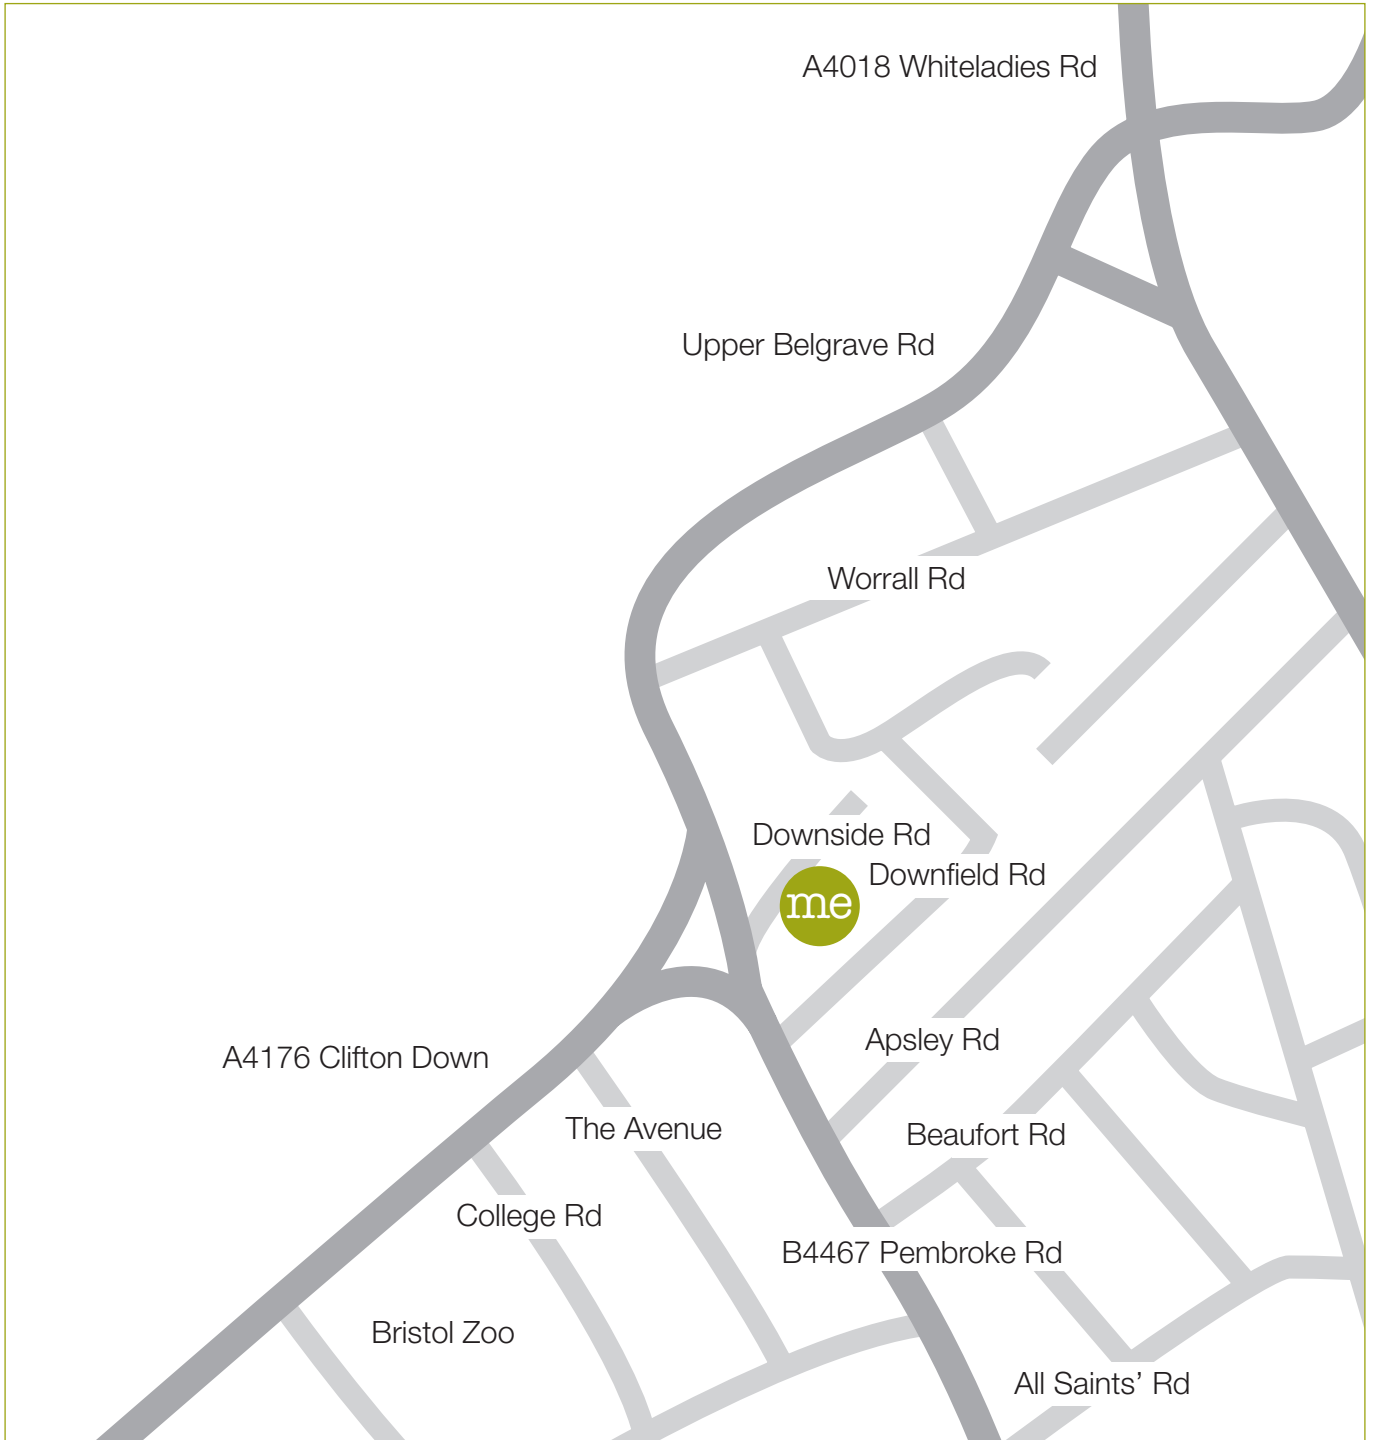 A4018 Whiteladies Rd
Upper Belgrave Rd
Worrall Rd
Downside Rd
Downfield Rd
me
Apsley Rd
A4176 Clifton Down
The Avenue
Beaufort Rd
College Rd
B4467 Pembroke Rd
Bristol Zoo
All Saints’ Rd